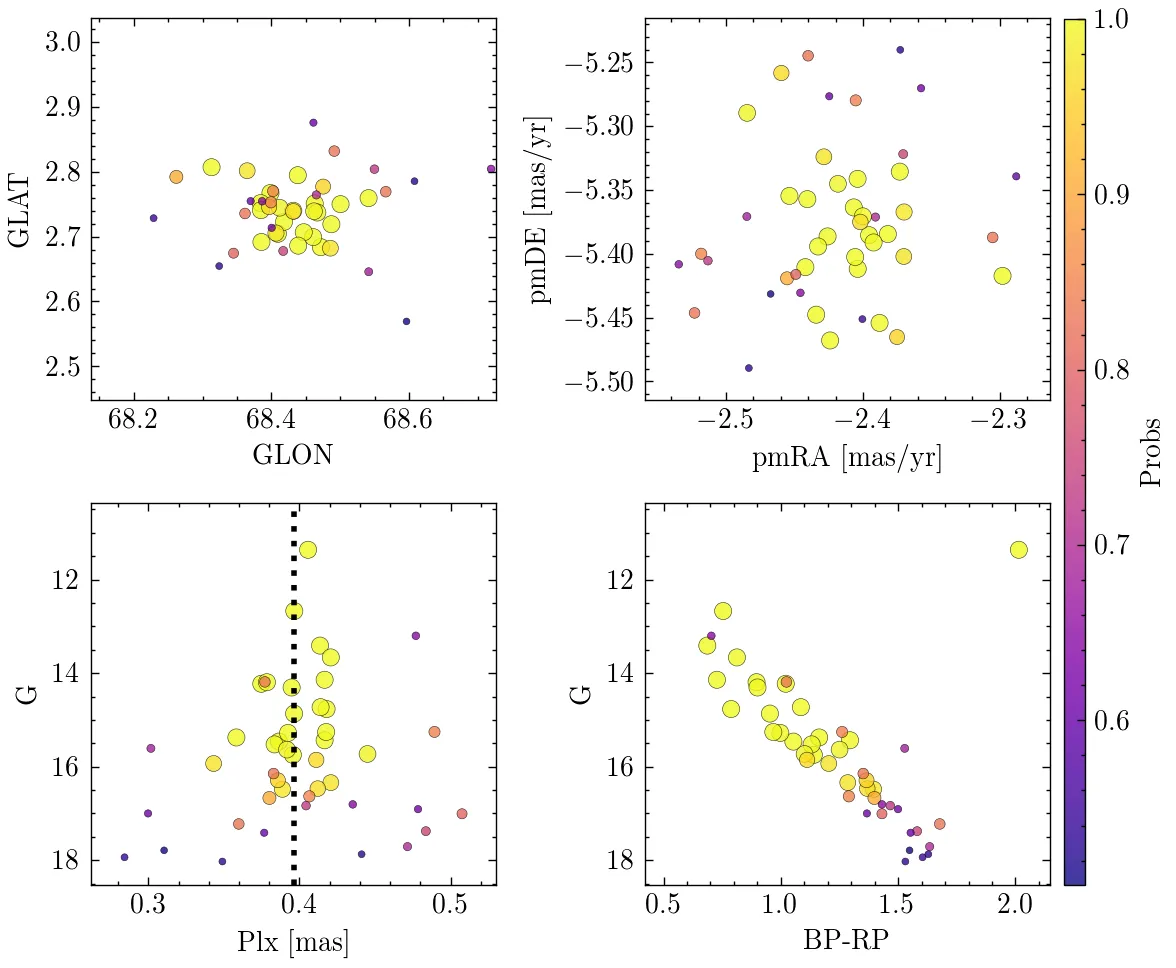 3.0
2.9
2.8
2.7
2.6
2.5
GLAT
68.2 68.4 68.6
GLON
−5.25
−5.30
−5.35
−5.40
−5.45
−5.50
pmDE [mas/yr]
−2.5 −2.4 −2.3
pmRA [mas/yr]
1.0
0.9
0.8
0.7
0.6
Probs
12
14
16
18
G
0.3 0.4 0.5
Plx [mas]
12
14
16
18
G
0.5 1.0 1.5 2.0
BP-RP